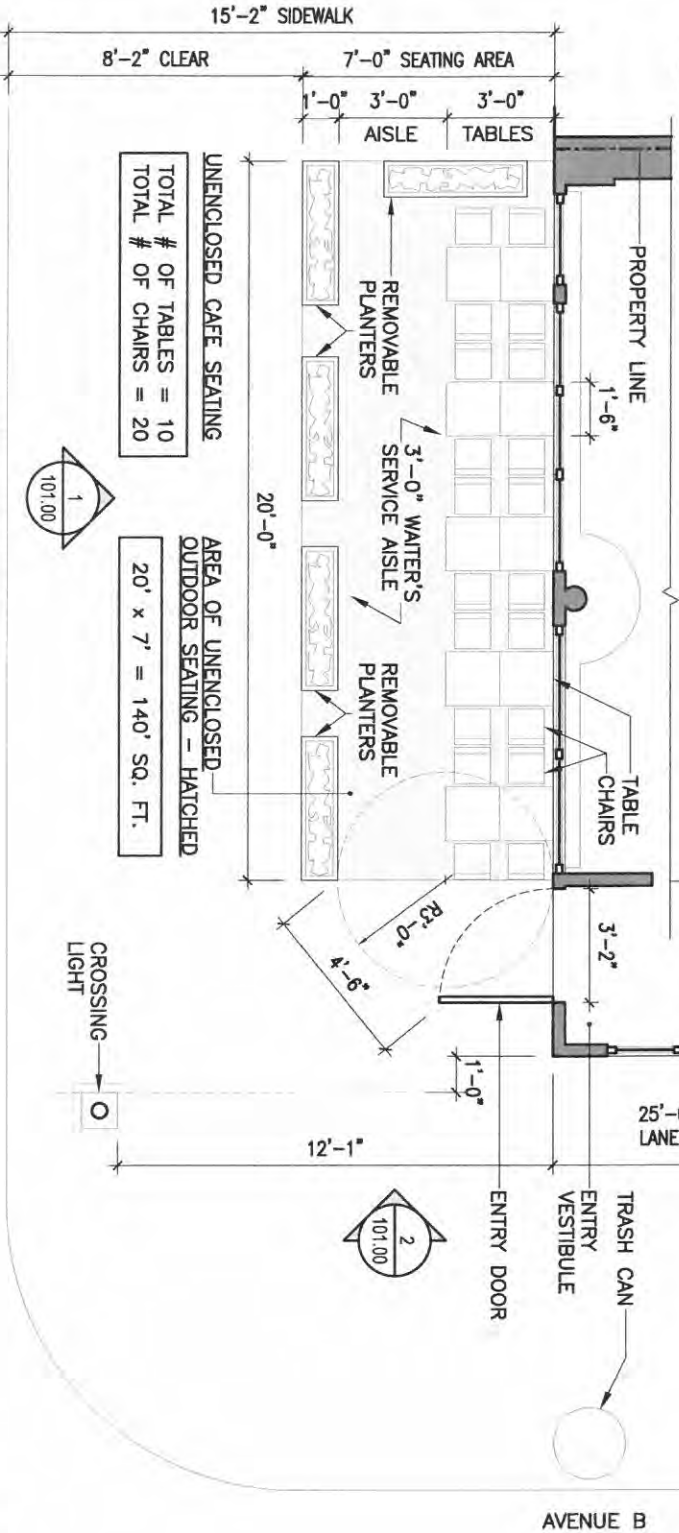 15'-2" SIDEWALK
8'-2" CLEAR
7'-0" SEATING AREA
1'-0"
3'-0"
3'-0"
AISLE
TABLES
PROPERTY LINE
REMOVABLE
PLANTERS
1'-6"
UNENCLOSED CAFE SEATING
TOTAL # OF TABLES = 10
TOTAL # OF CHAIRS = 20
3'-0" WAITER'S
SERVICE AISLE
20'-0"
1
101.00
AREA OF UNENCLOSED
OUTDOOR SEATING - HATCHED
20' x 7' = 140' SQ. FT.
REMOVABLE
PLANTERS
TABLE
CHAIRS
R3'-0"
4'-6"
3'-2"
CROSSING
LIGHT
1'-0"
12'-1"
2
101.00
ENTRY DOOR
ENTRY
VESTIBULE
TRASH CAN
LANE
AVENUE B